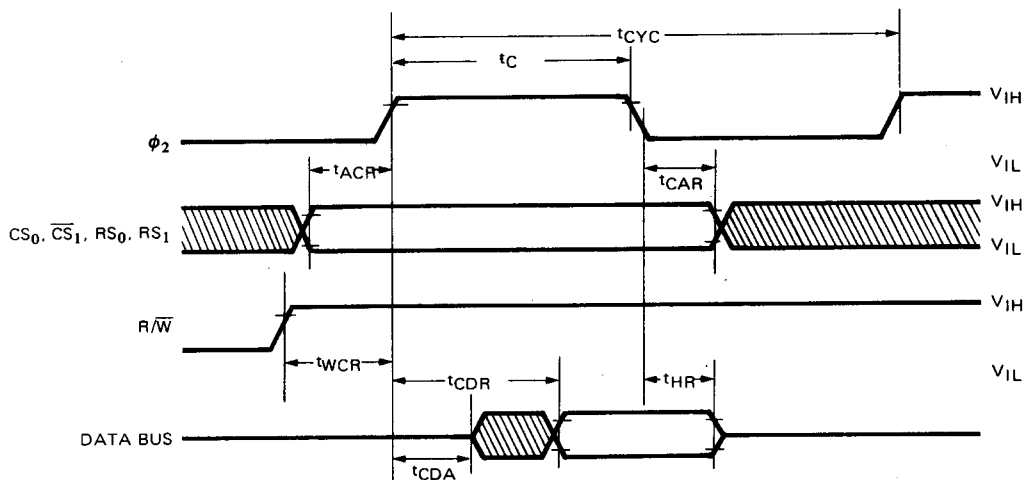 tCYC
tC
φ2
VIH
VIL
tACR
tCAR
CS0, C̅S̅1, RS0, RS1
VIH
VIL
R/W̅
VIH
tWCR
tCDR
tHR
VIL
DATA BUS
tCDA